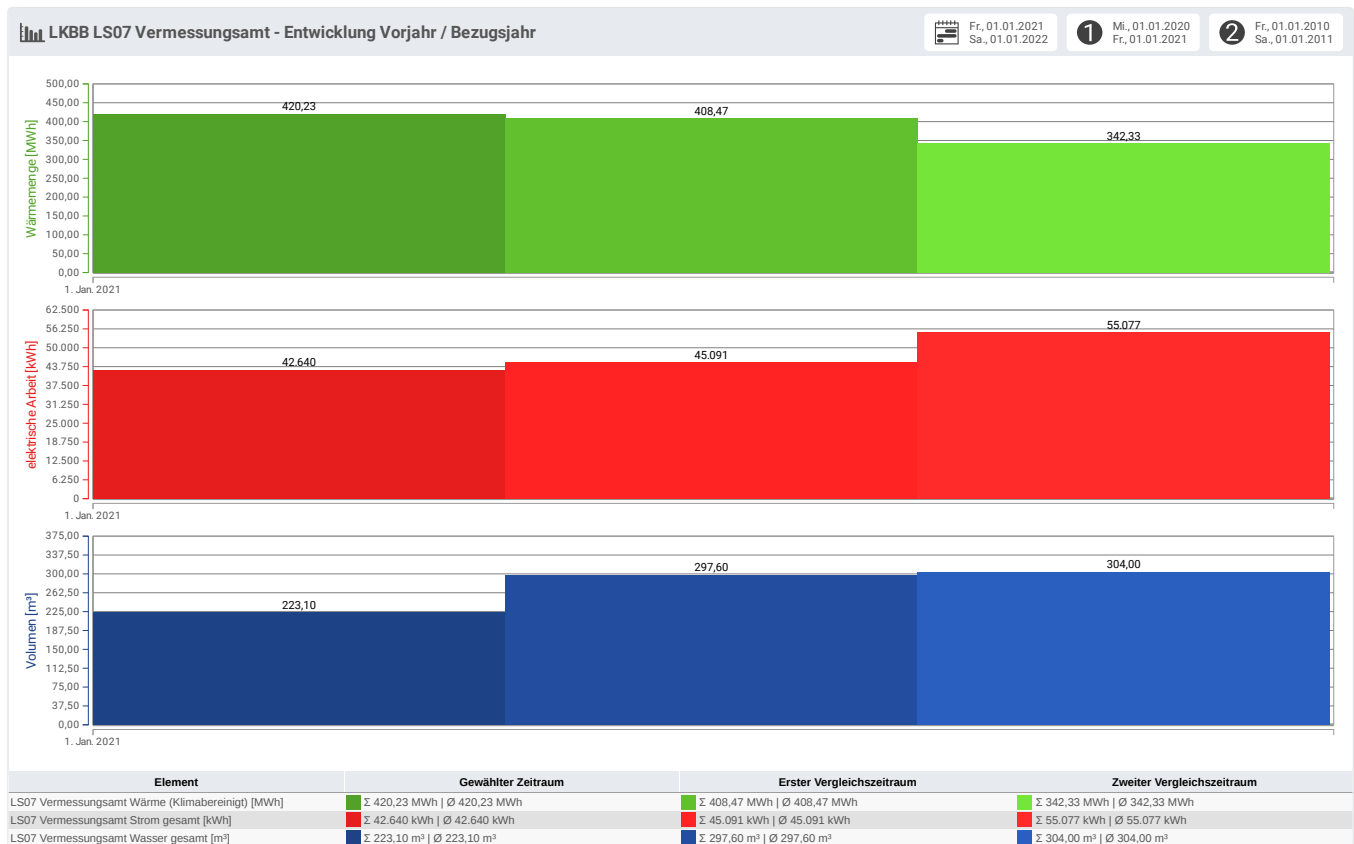 LKBB LS07 Vermessungsamt - Entwicklung Vorjahr / Bezugsjahr
Fr., 01.01.2021
Sa., 01.01.2022
1
Mi., 01.01.2020
Fr., 01.01.2021
2
Fr., 01.01.2010
Sa., 01.01.2011
Wärmemenge [MWh]
500,00
450,00
400,00
350,00
300,00
250,00
200,00
150,00
100,00
50,00
0,00
420,23
408,47
342,33
1. Jan. 2021
elektrische Arbeit [kWh]
62.500
56.250
50.000
43.750
37.500
31.250
25.000
18.750
12.500
6.250
0
42.640
45.091
55.077
1. Jan. 2021
Volumen [m³]
375,00
337,50
300,00
262,50
225,00
187,50
150,00
112,50
75,00
37,50
0,00
223,10
297,60
304,00
1. Jan. 2021
Element Gewählter Zeitraum Erster Vergleichszeitraum Zweiter Vergleichszeitraum
LS07 Vermessungsamt Wärme (Klimabereinigt) [MWh] Σ 420,23 MWh | Ø 420,23 MWh Σ 408,47 MWh | Ø 408,47 MWh Σ 342,33 MWh | Ø 342,33 MWh
LS07 Vermessungsamt Strom gesamt [kWh] Σ 42.640 kWh | Ø 42.640 kWh Σ 45.091 kWh | Ø 45.091 kWh Σ 55.077 kWh | Ø 55.077 kWh
LS07 Vermessungsamt Wasser gesamt [m³] Σ 223,10 m³ | Ø 223,10 m³ Σ 297,60 m³ | Ø 297,60 m³ Σ 304,00 m³ | Ø 304,00 m³